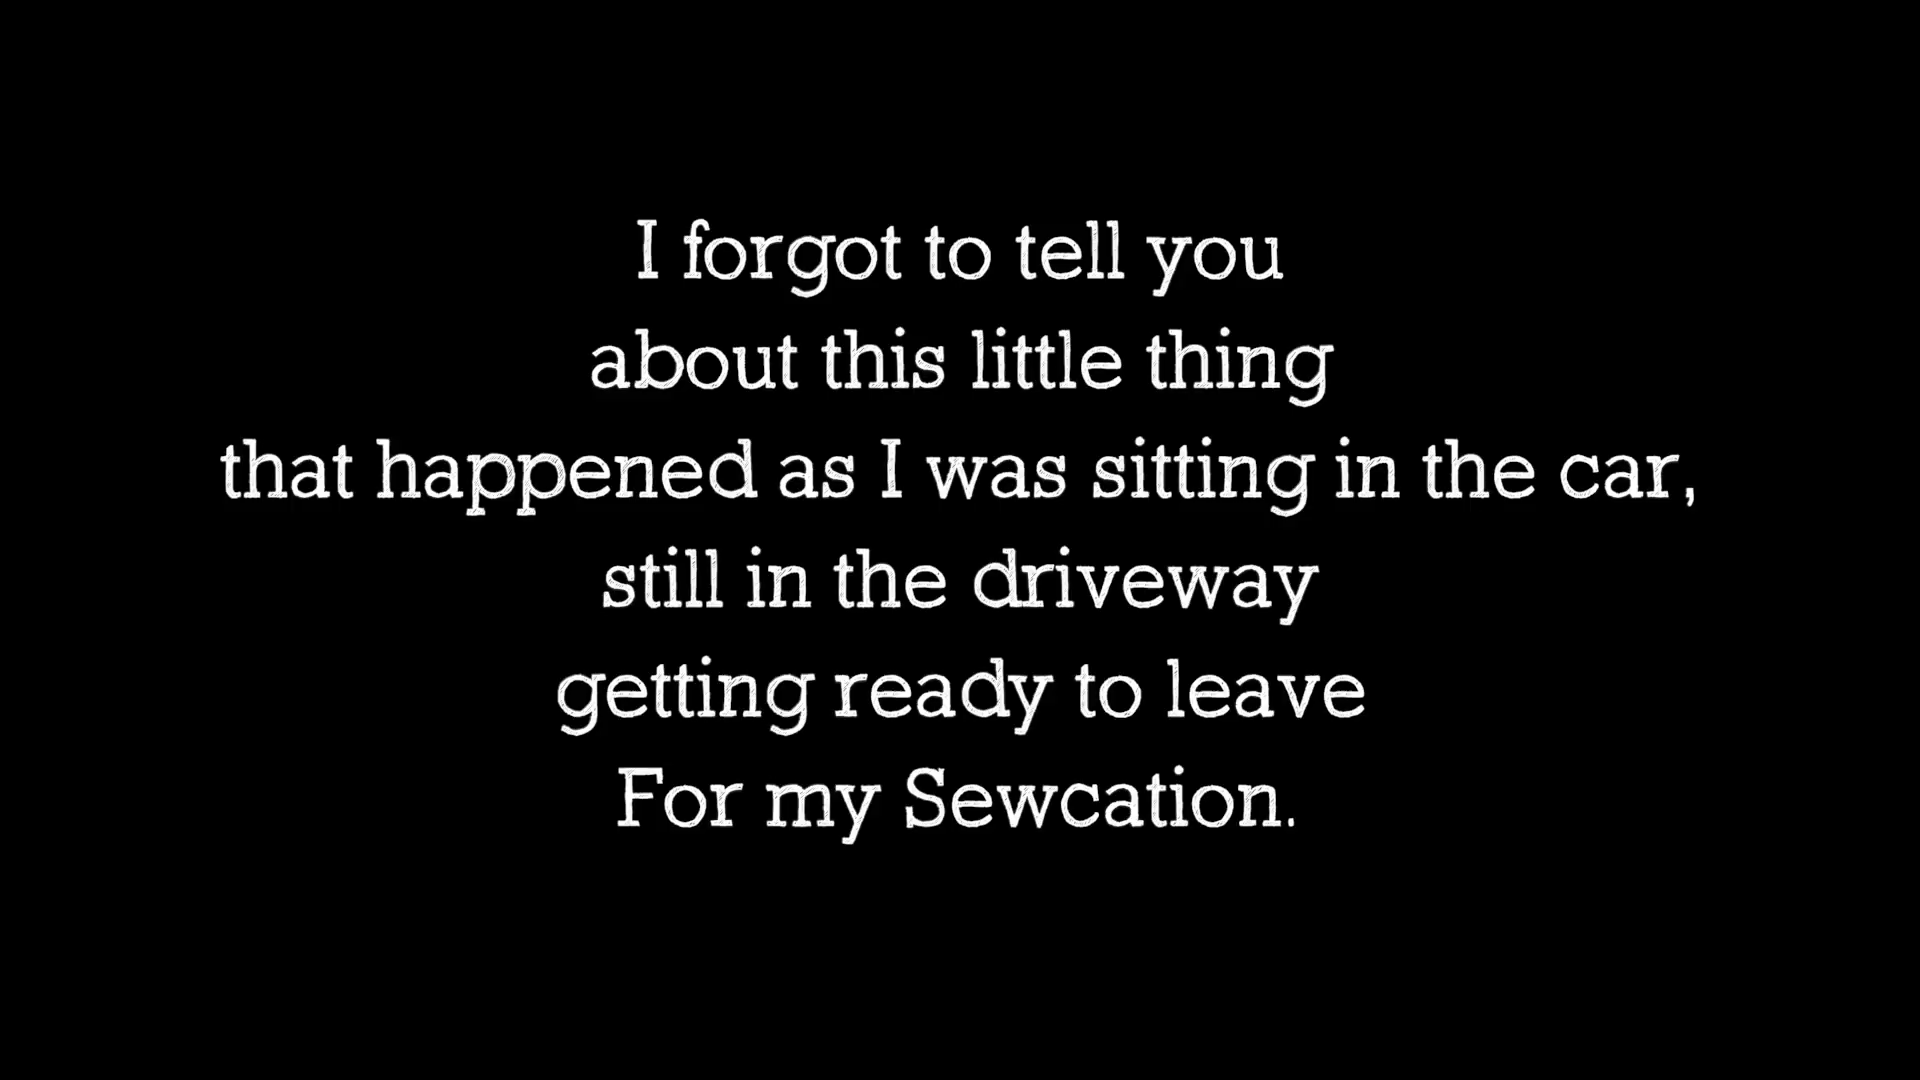 I forgot to tell you
about this little thing
that happened as I was sitting in the car,
still in the driveway
getting ready to leave
For my Sewcation.